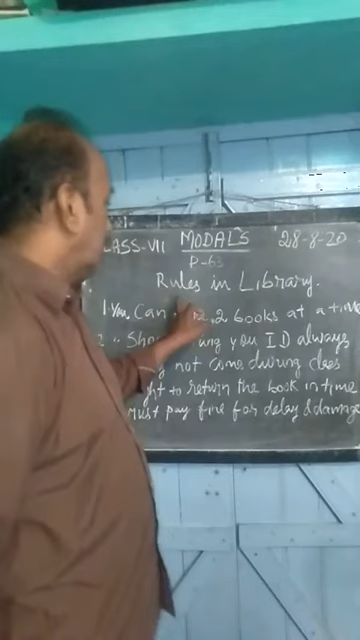 CLASS-VII MODALS 28-8-20
P-63
Rules in Library.
1. You Can 2 books at a time
2 " you ID always
not come during class
to return the book in time
Must pay fine for delay & damage